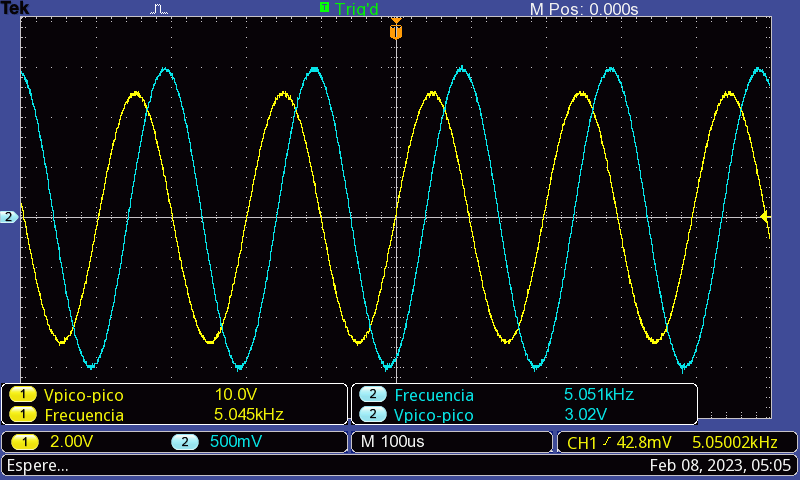 Tek T Trig'd M Pos: 0.000s
T
2
1 Vpico-pico 10.0V 2 Frecuencia 5.051kHz
1 Frecuencia 5.045kHz 2 Vpico-pico 3.02V
1 2.00V 2 500mV M 100us CH1 42.8mV 5.05002kHz
Espere... Feb 08, 2023, 05:05